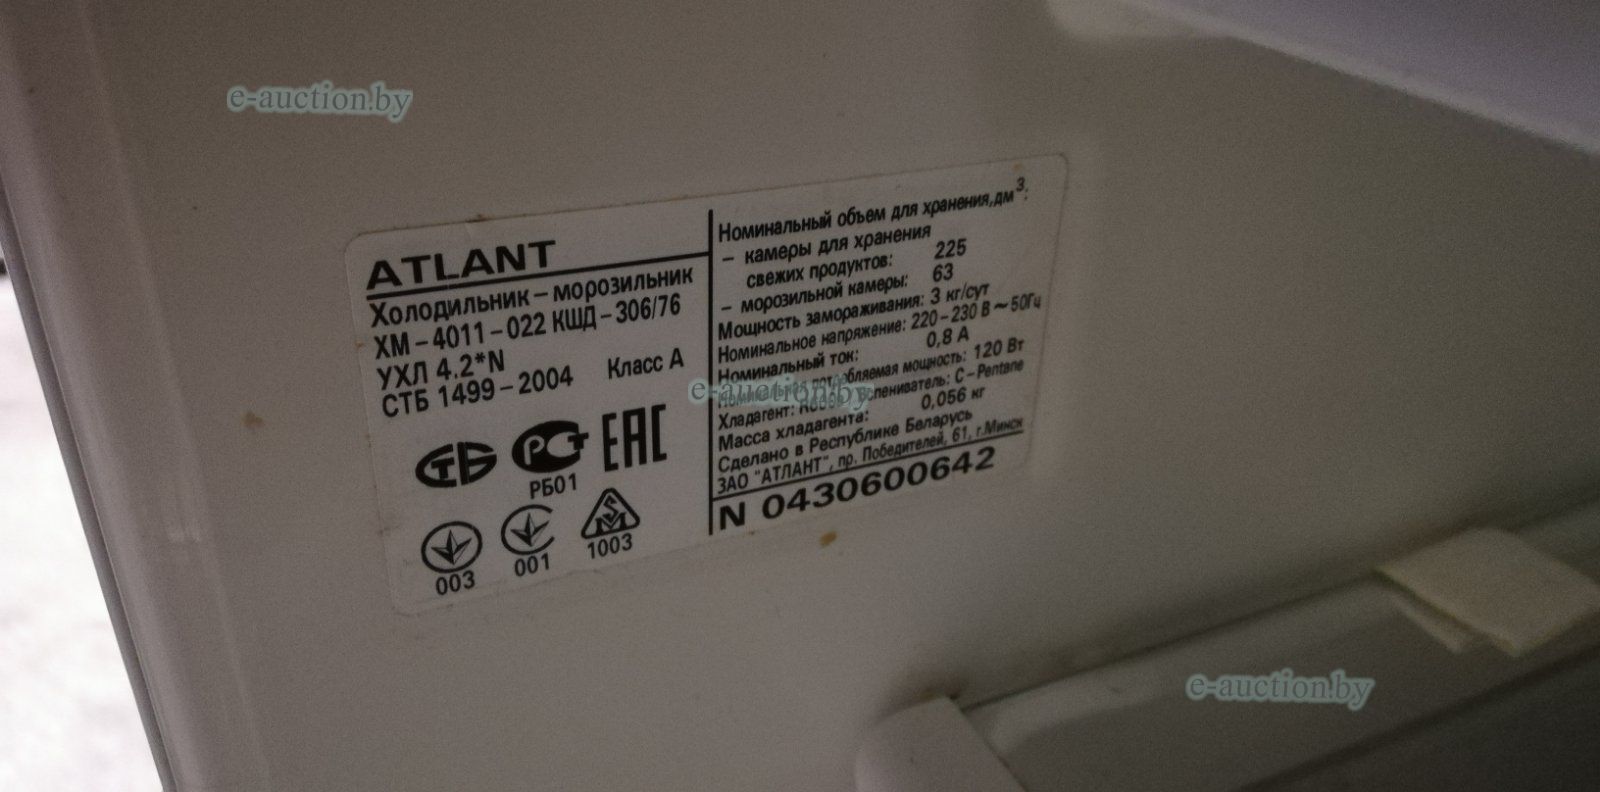 e-auction.by
ATLANT
Холодильник – морозильник
ХМ – 4011 – 022 КШД – 306/76
УХЛ 4.2*N
СТБ 1499 – 2004 Класс А
РСТ
ЕАС
РБ01
003
001
1003
Номинальный объем для хранения,дм³:
– камеры для хранения
свежих продуктов: 225
– морозильной камеры: 63
Мощность замораживания: 3 кг/сут
Номинальное напряжение: 220 – 230 В ~ 50Гц
Номинальный ток: 0,8 А
мощность: 120 Вт
e-auction.by
Хладагент: C – Pentane
Масса хладагента: 0,056 кг
Сделано в Республике Беларусь
ЗАО "АТЛАНТ", пр. Победителей, 61, г.Минск
N 0430600642
e-auction.by